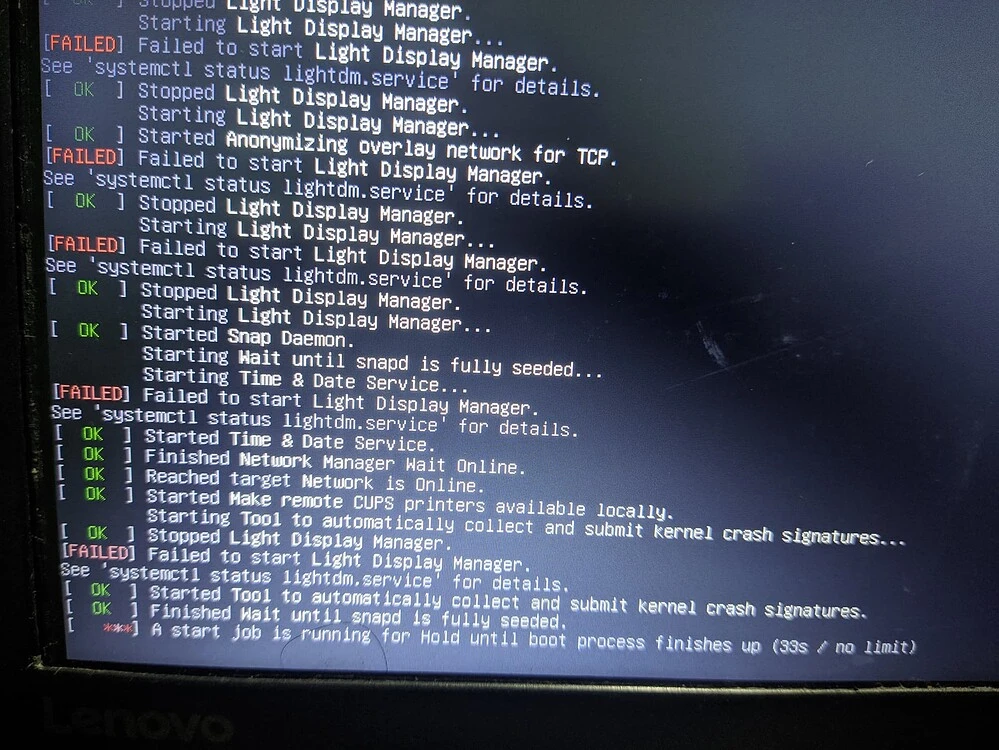 [ OK ] Stopped Light Display Manager.
Starting Light Display Manager...
[FAILED] Failed to start Light Display Manager.
See 'systemctl status lightdm.service' for details.
[ OK ] Stopped Light Display Manager.
Starting Light Display Manager...
[ OK ] Started Anonymizing overlay network for TCP.
[FAILED] Failed to start Light Display Manager.
See 'systemctl status lightdm.service' for details.
[ OK ] Stopped Light Display Manager.
Starting Light Display Manager...
[FAILED] Failed to start Light Display Manager.
See 'systemctl status lightdm.service' for details.
[ OK ] Stopped Light Display Manager.
Starting Light Display Manager...
[ OK ] Started Snap Daemon.
Starting Wait until snapd is fully seeded...
Starting Time & Date Service...
[FAILED] Failed to start Light Display Manager.
See 'systemctl status lightdm.service' for details.
[ OK ] Started Time & Date Service.
[ OK ] Finished Network Manager Wait Online.
[ OK ] Reached target Network is Online.
[ OK ] Started Make remote CUPS printers available locally.
Starting Tool to automatically collect and submit kernel crash signatures...
[ OK ] Stopped Light Display Manager.
[FAILED] Failed to start Light Display Manager.
See 'systemctl status lightdm.service' for details.
[ OK ] Started Tool to automatically collect and submit kernel crash signatures.
[ OK ] Finished Wait until snapd is fully seeded.
[ ***] A start job is running for Hold until boot process finishes up (33s / no limit)
Lenovo